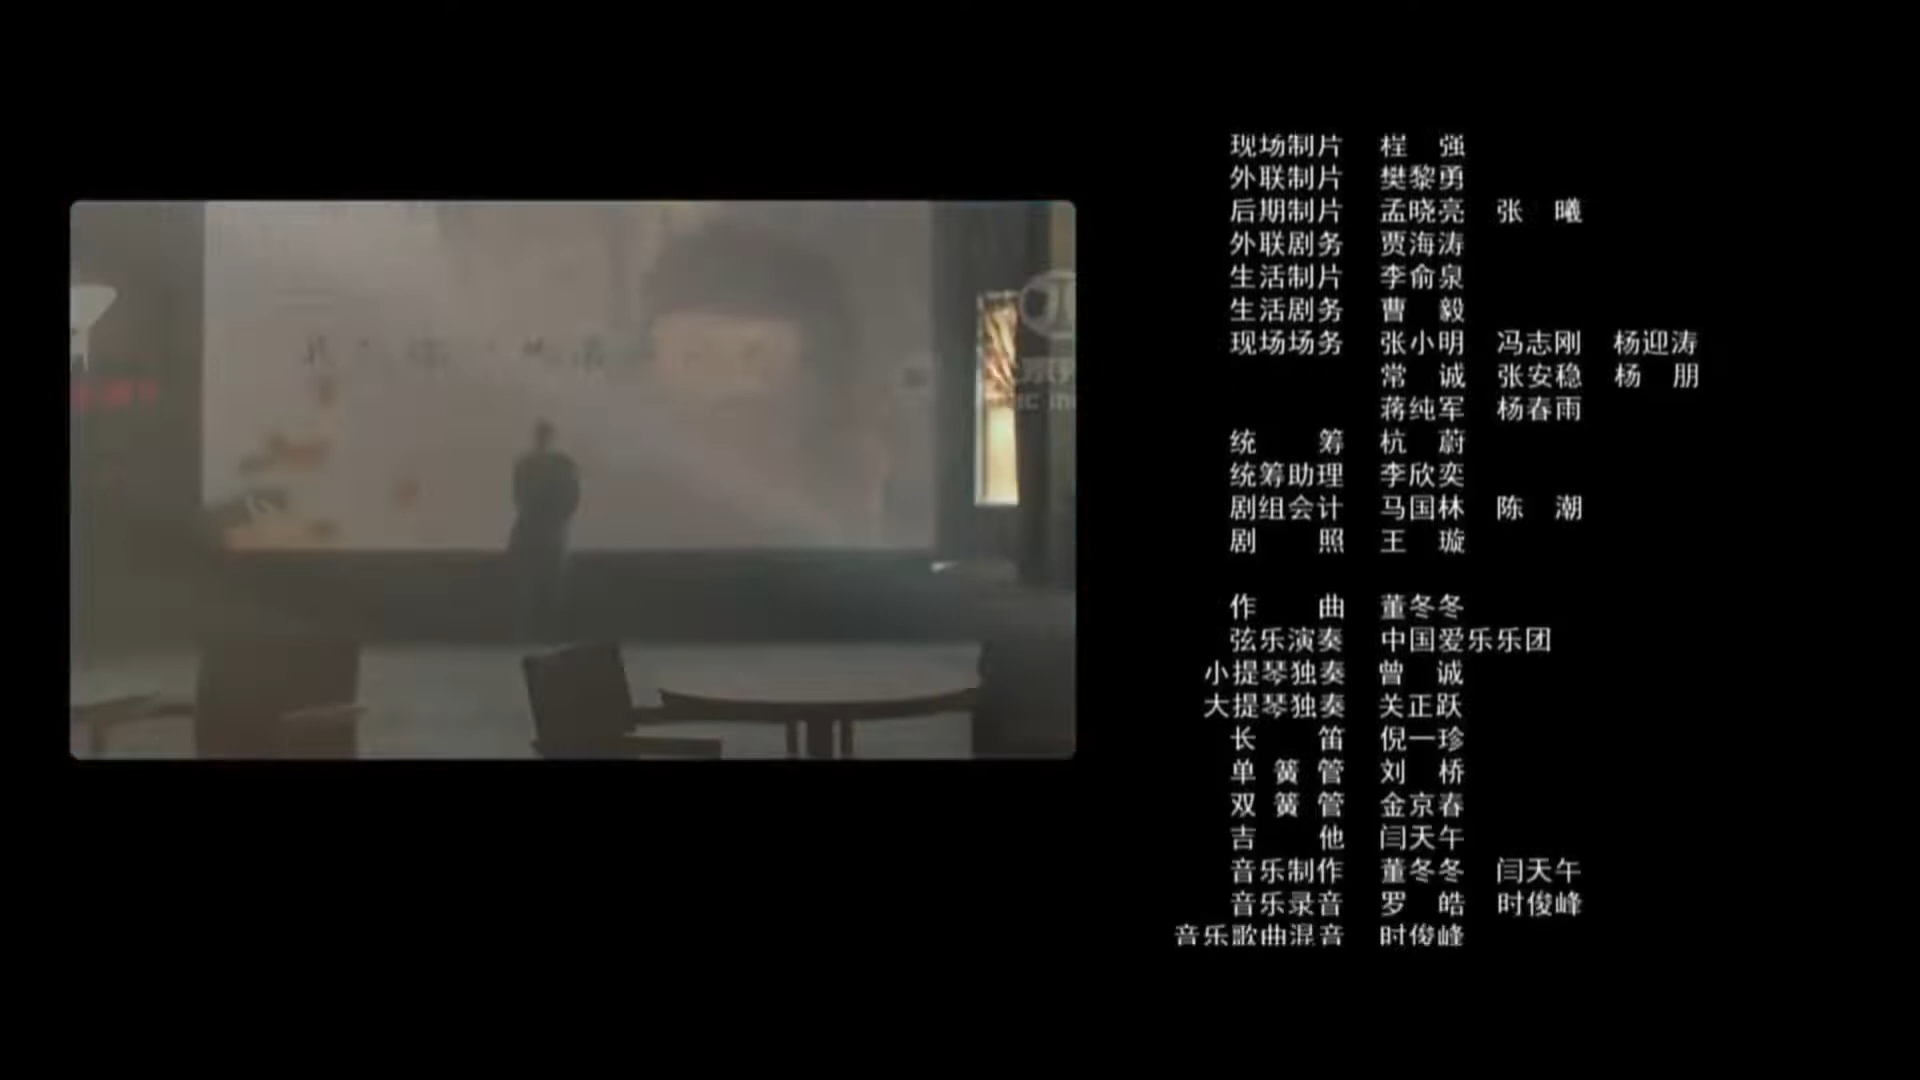 现场制片 程 强
外联制片 樊黎勇
后期制片 孟晓亮 张 曦
外联剧务 贾海涛
生活制片 李俞泉
生活剧务 曹 毅
现场场务 张小明 冯志刚 杨迎涛
常 诚 张安稳 杨 朋
蒋纯军 杨春雨
统 筹 杭 蔚
统筹助理 李欣奕
剧组会计 马国林 陈 潮
剧 照 王 璇
作 曲 董冬冬
弦乐演奏 中国爱乐乐团
小提琴独奏 曾 诚
大提琴独奏 关正跃
长 笛 倪一珍
单 簧 管 刘 桥
双 簧 管 金京春
吉 他 闫天午
音乐制作 董冬冬 闫天午
音乐录音 罗 皓 时俊峰
音乐歌曲混音 时俊峰